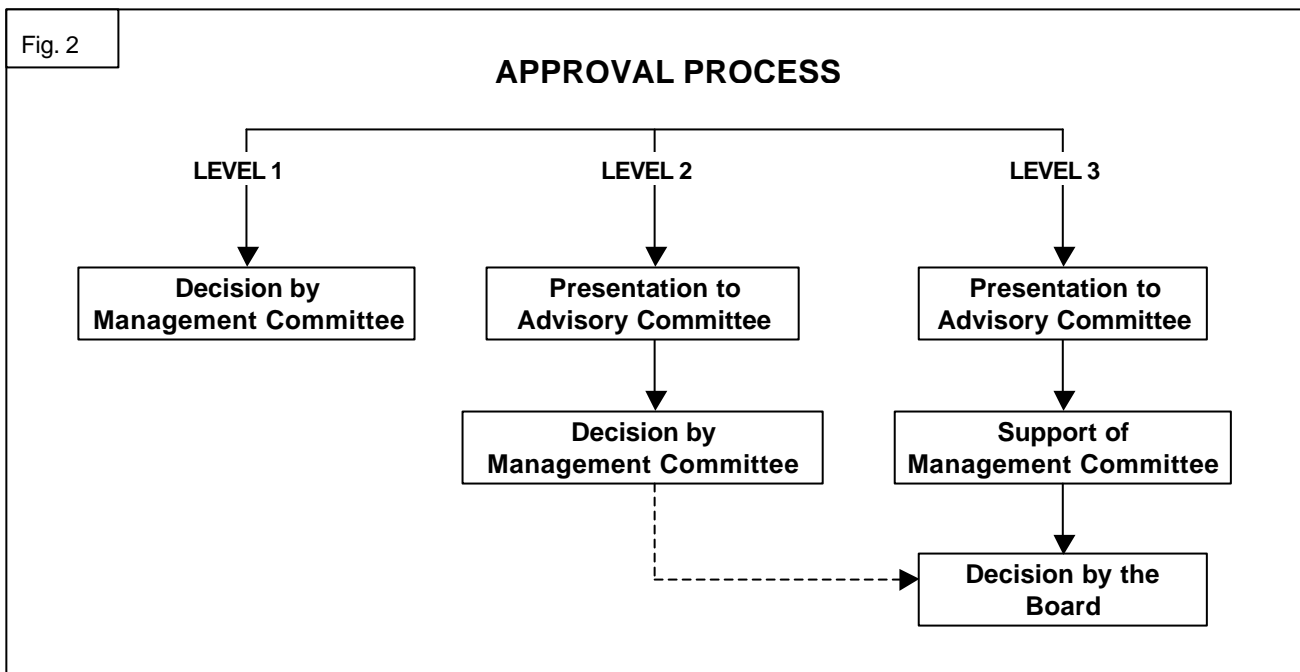 Fig. 2
APPROVAL PROCESS
LEVEL 1
LEVEL 2
LEVEL 3
Decision by
Management Committee
Presentation to
Advisory Committee
Presentation to
Advisory Committee
Decision by
Management Committee
Support of
Management Committee
Decision by the
Board